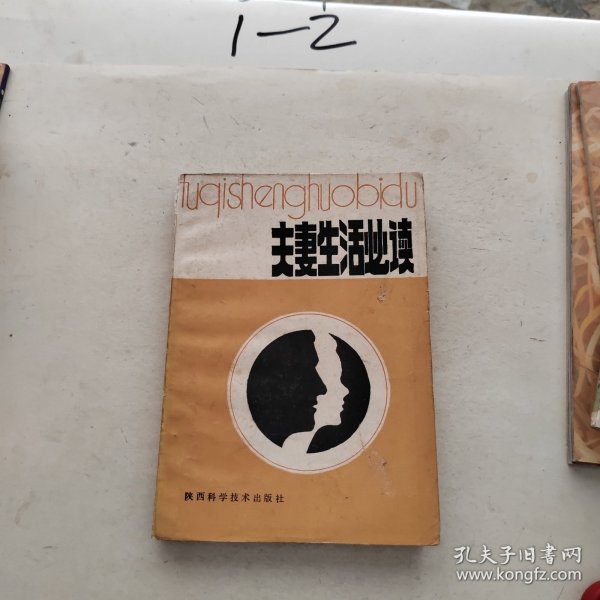 1-2
fuqishenghuobidu
夫妻生活必读
陕西科学技术出版社
孔夫子旧书网
www.kongfz.com